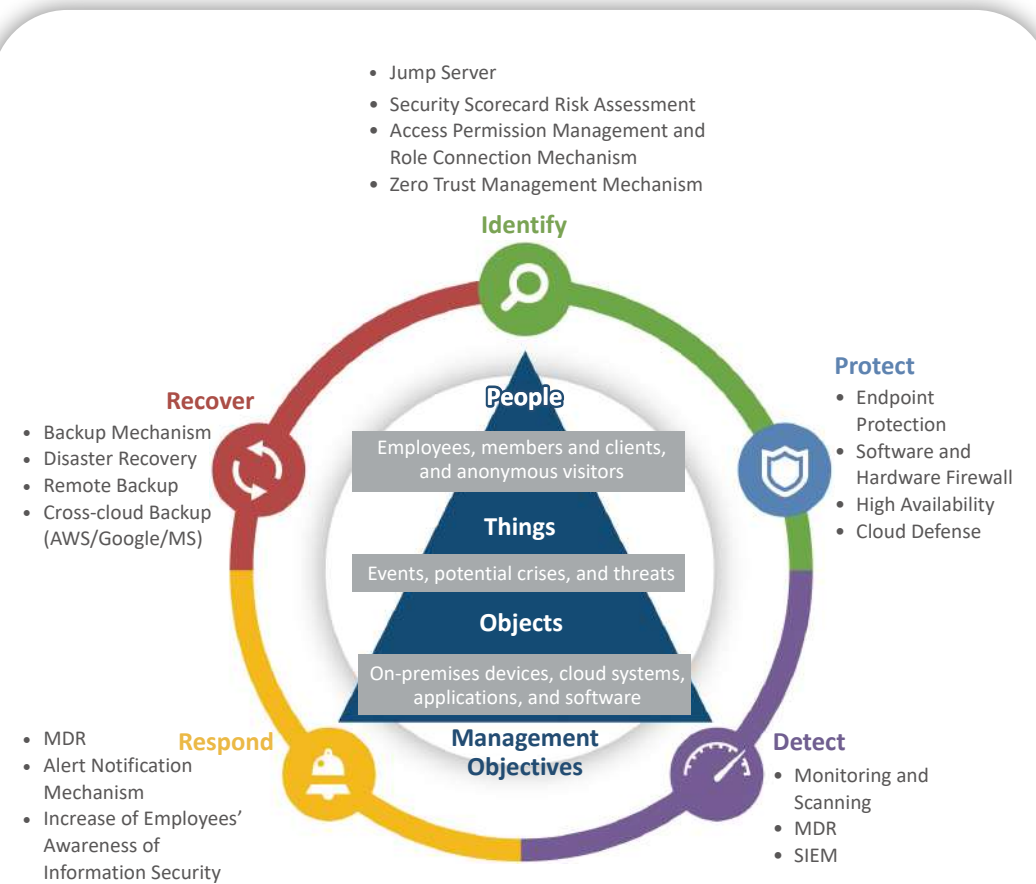 • Jump Server
• Security Scorecard Risk Assessment
• Access Permission Management and
Role Connection Mechanism
• Zero Trust Management Mechanism
Identify
Protect
• Endpoint
Protection
• Software and
Hardware Firewall
• High Availability
• Cloud Defense
Recover
• Backup Mechanism
• Disaster Recovery
• Remote Backup
• Cross-cloud Backup
(AWS/Google/MS)
People
Employees, members and clients,
and anonymous visitors
Things
Events, potential crises, and threats
Objects
On-premises devices, cloud systems,
applications, and software
Management
Objectives
Respond
• MDR
• Alert Notification
Mechanism
• Increase of Employees’
Awareness of
Information Security
Detect
• Monitoring and
Scanning
• MDR
• SIEM